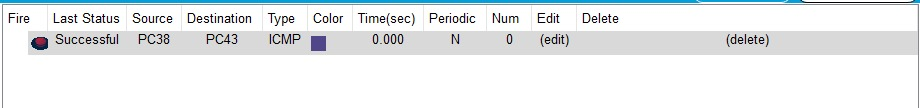 Fire Last Status Source Destination Type Color Time(sec) Periodic Num Edit Delete
Successful PC38 PC43 ICMP 0.000 N 0 (edit) (delete)